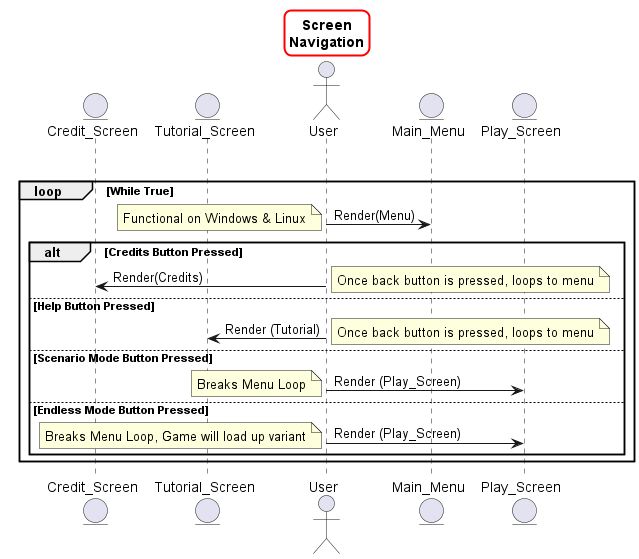 Screen
Navigation
Credit_Screen Tutorial_Screen User Main_Menu Play_Screen
loop [While True]
Functional on Windows & Linux Render(Menu)
alt [Credits Button Pressed]
Render(Credits) Once back button is pressed, loops to menu
[Help Button Pressed]
Render (Tutorial) Once back button is pressed, loops to menu
[Scenario Mode Button Pressed]
Breaks Menu Loop Render (Play_Screen)
[Endless Mode Button Pressed]
Breaks Menu Loop, Game will load up variant Render (Play_Screen)
Credit_Screen Tutorial_Screen User Main_Menu Play_Screen